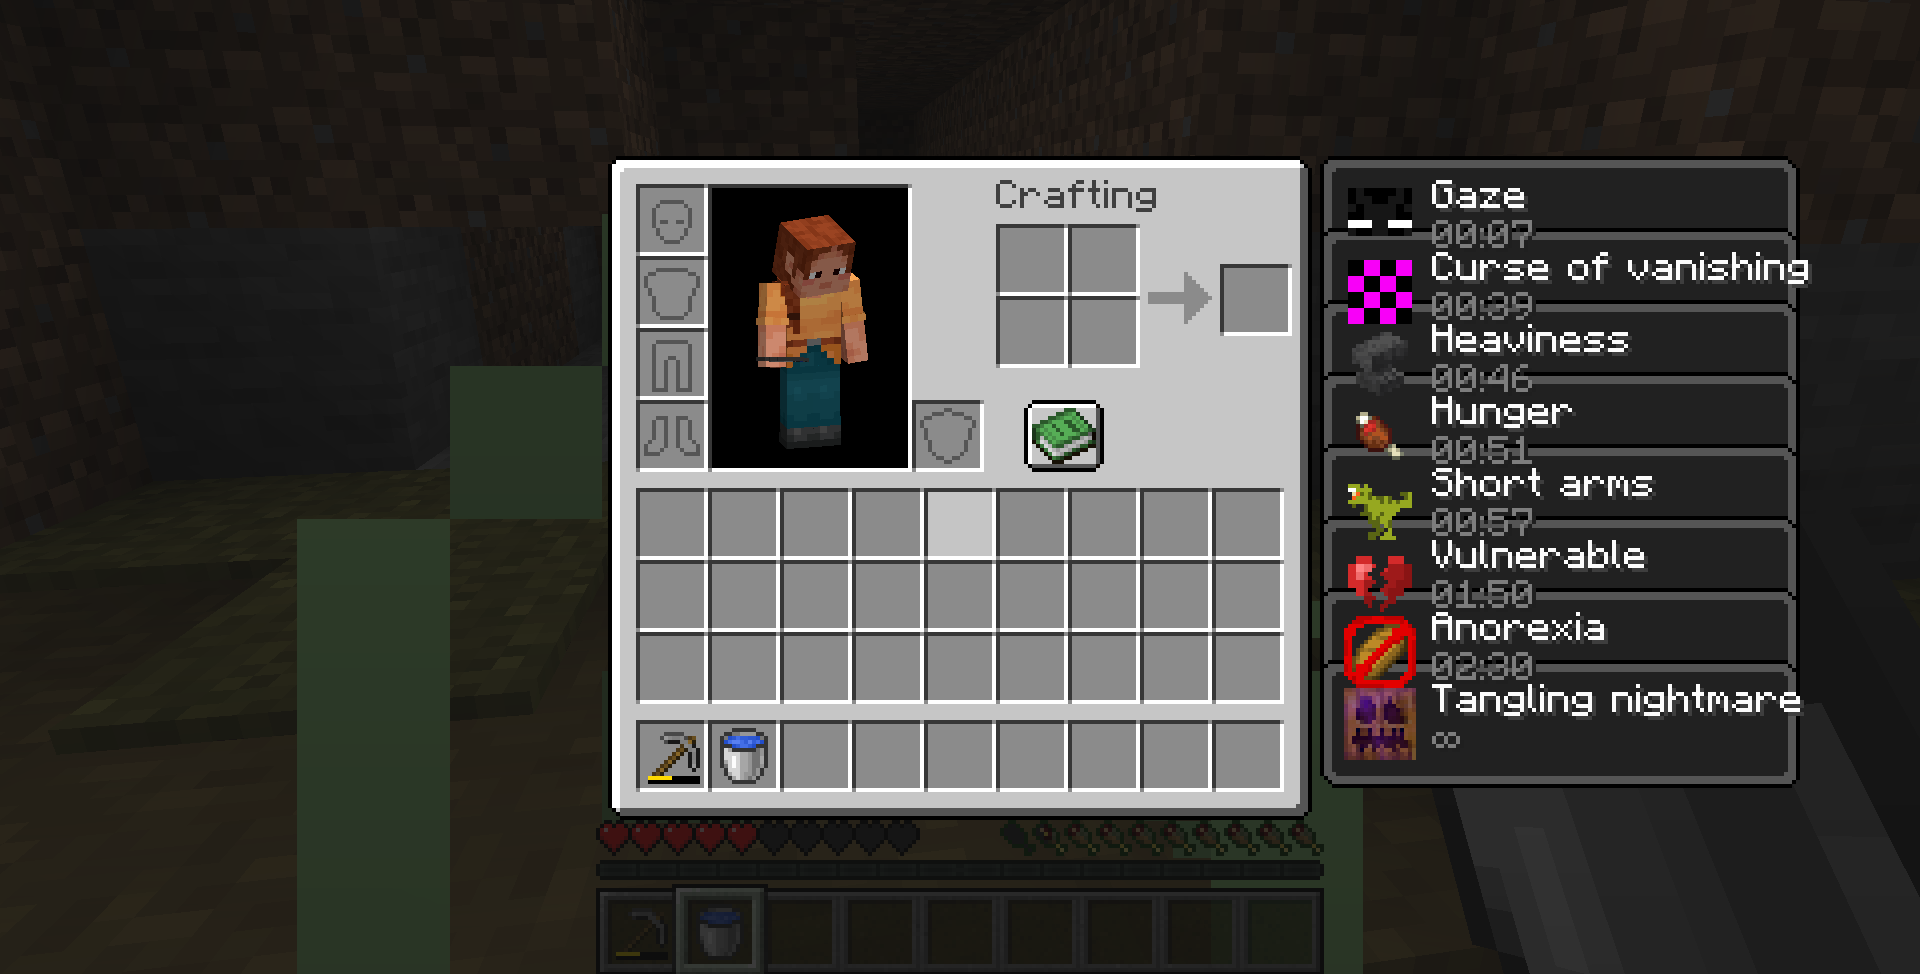 Crafting
Gaze
00:07
Curse of vanishing
00:39
Heaviness
00:46
Hunger
00:51
Short arms
00:57
Vulnerable
01:50
Anorexia
02:30
Tangling nightmare
∞